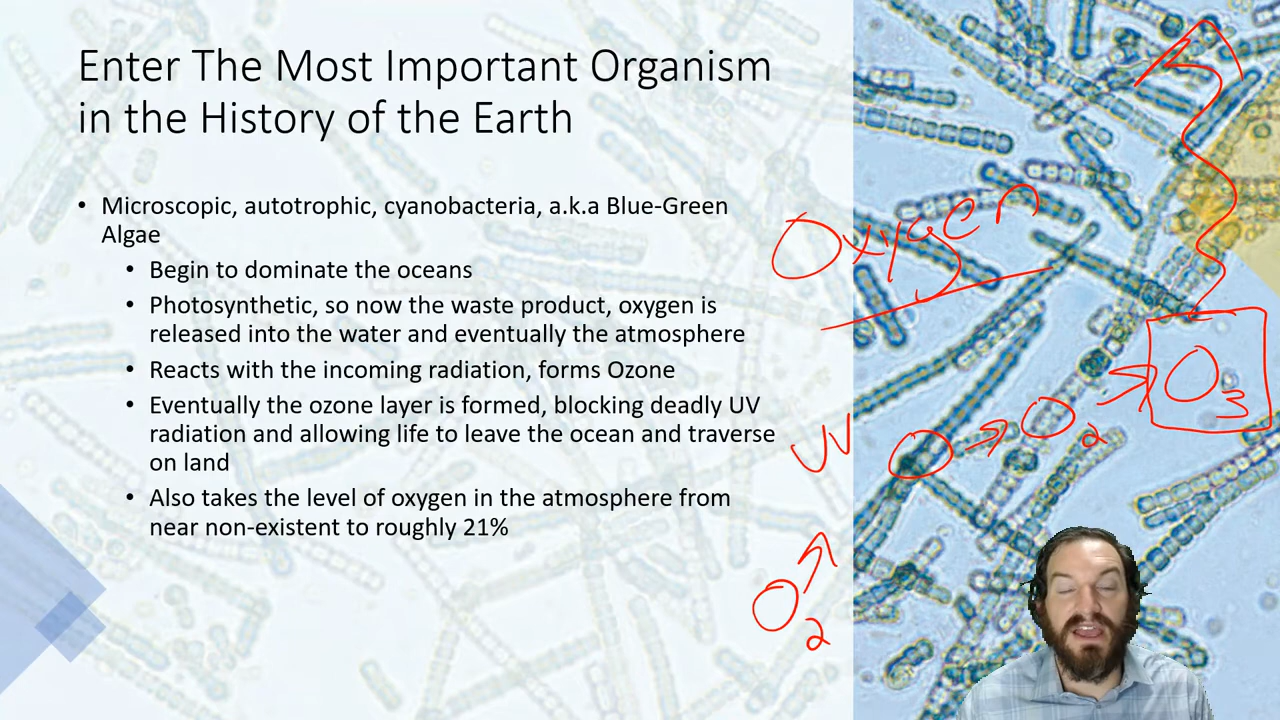 Enter The Most Important Organism
in the History of the Earth
• Microscopic, autotrophic, cyanobacteria, a.k.a Blue-Green
Algae
• Begin to dominate the oceans
• Photosynthetic, so now the waste product, oxygen is
released into the water and eventually the atmosphere
• Reacts with the incoming radiation, forms Ozone
• Eventually the ozone layer is formed, blocking deadly UV
radiation and allowing life to leave the ocean and traverse
on land
• Also takes the level of oxygen in the atmosphere from
near non-existent to roughly 21%
Oxygen
UV O → O2 → O3
O2